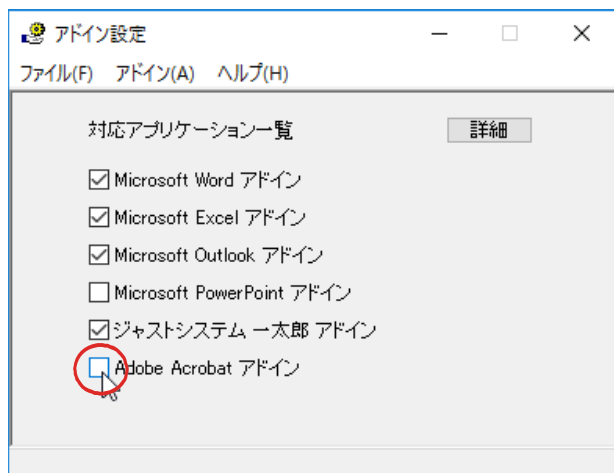 アドイン設定
ファイル(F) アドイン(A) ヘルプ(H)
対応アプリケーション一覧 詳細
Microsoft Word アドイン
Microsoft Excel アドイン
Microsoft Outlook アドイン
Microsoft PowerPoint アドイン
ジャストシステム 一太郎 アドイン
Adobe Acrobat アドイン